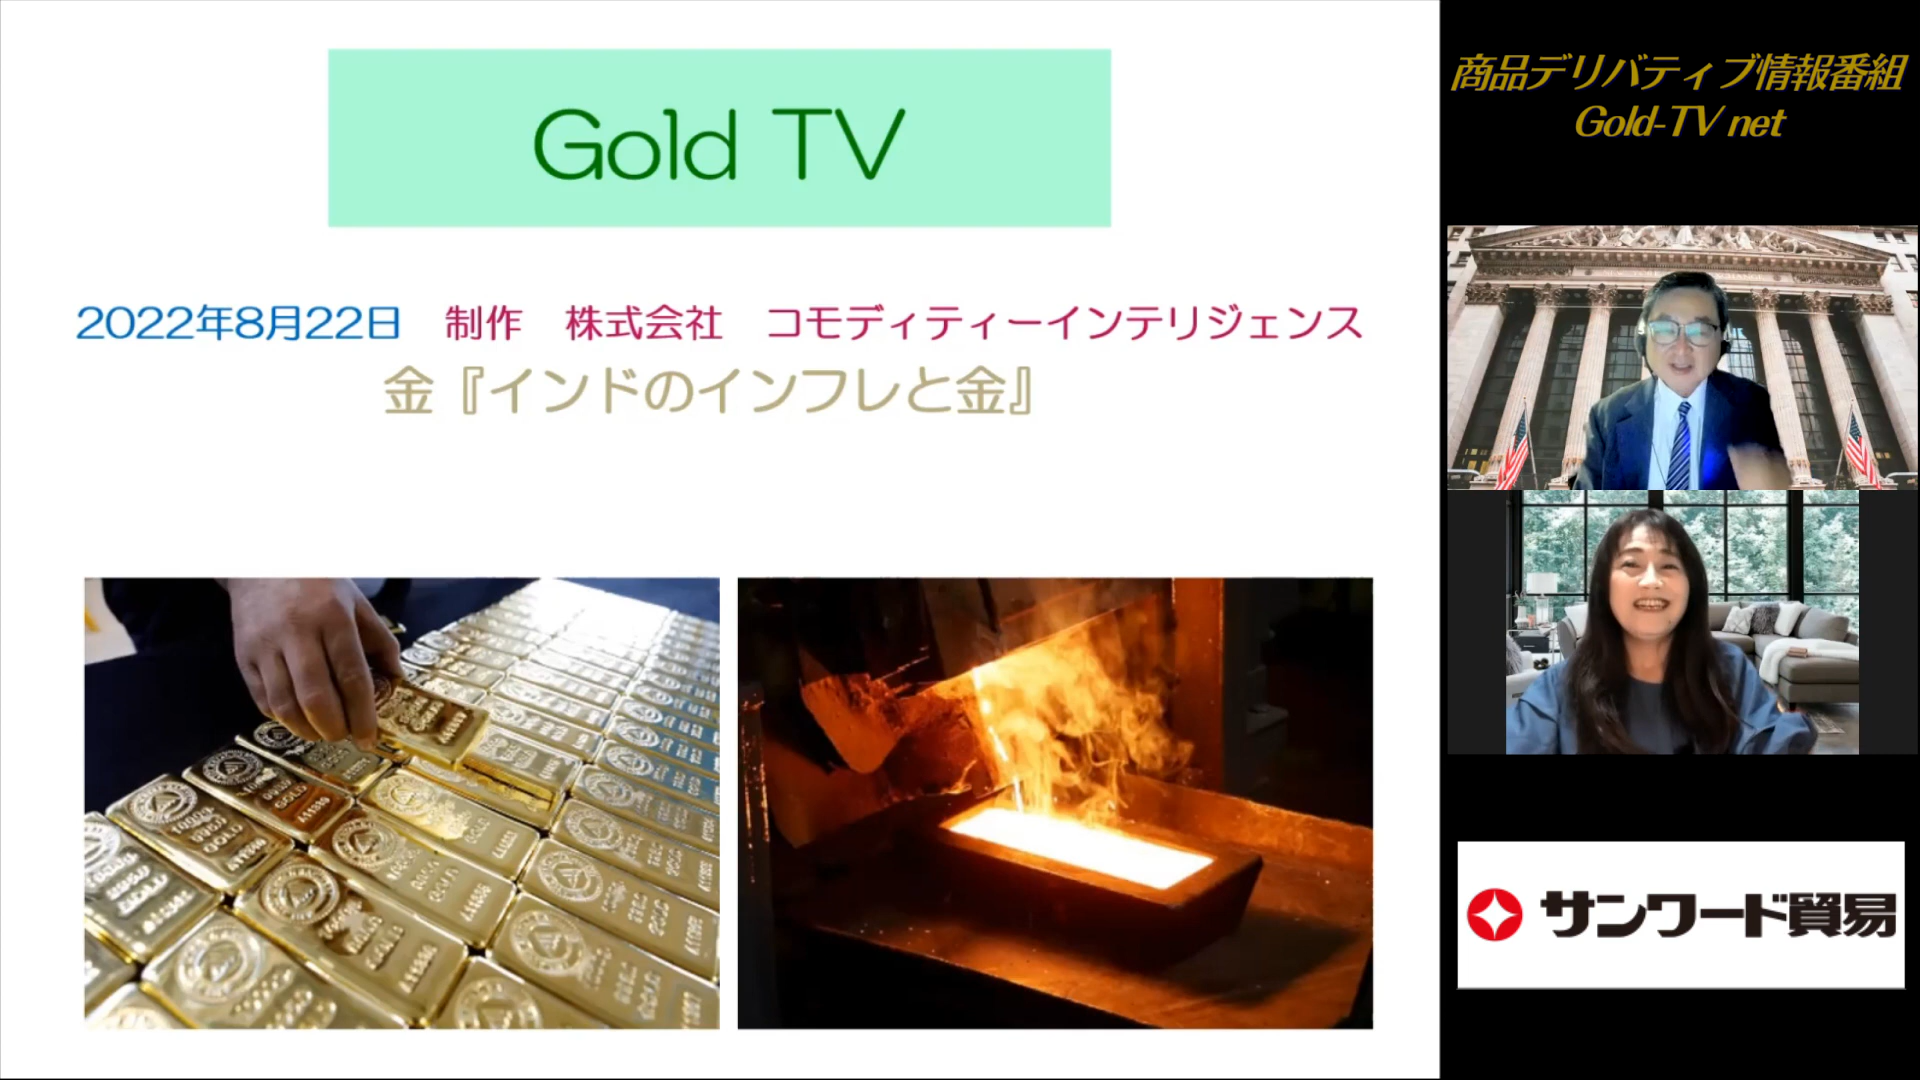 Gold TV
2022年8月22日 制作 株式会社 コモディティーインテリジェンス
金『インドのインフレと金』
商品デリバティブ情報番組
Gold-TV net
サンワード貿易